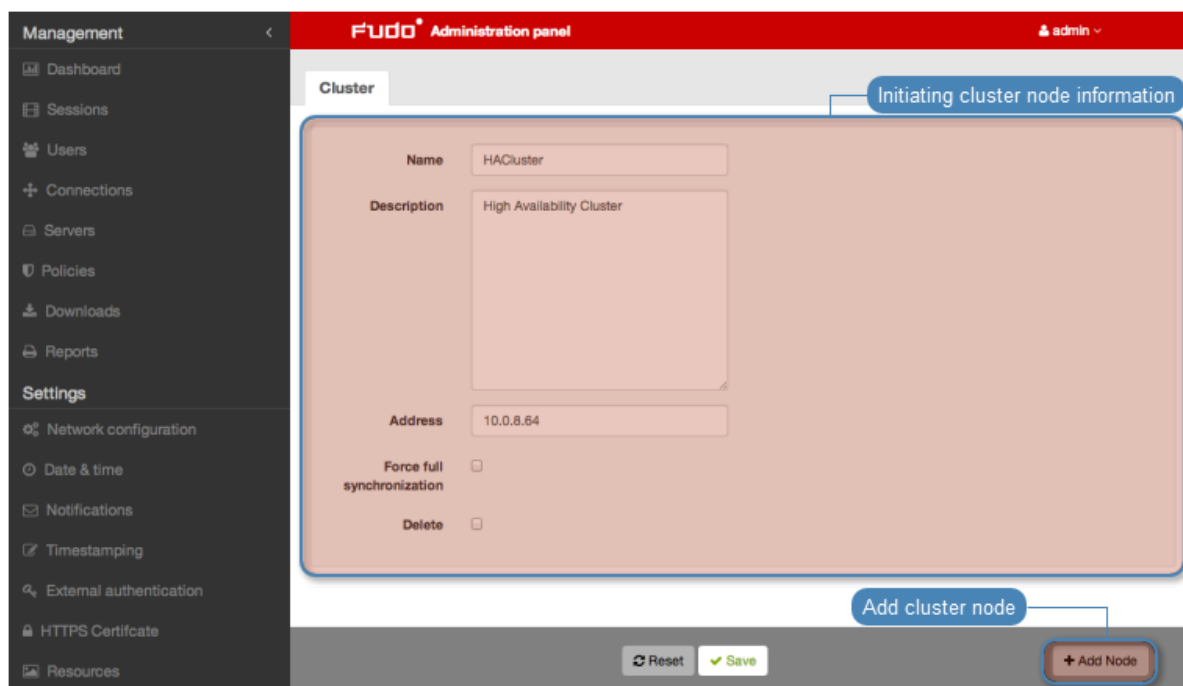 Management
FUDO Administration panel
admin
Dashboard
Sessions
Users
Connections
Servers
Policies
Downloads
Reports
Settings
Network configuration
Date & time
Notifications
Timestamping
External authentication
HTTPS Certifcate
Resources
Cluster
Initiating cluster node information
Name
HACluster
Description
High Availability Cluster
Address
10.0.8.64
Force full
synchronization
Delete
Add cluster node
Reset
Save
+ Add Node